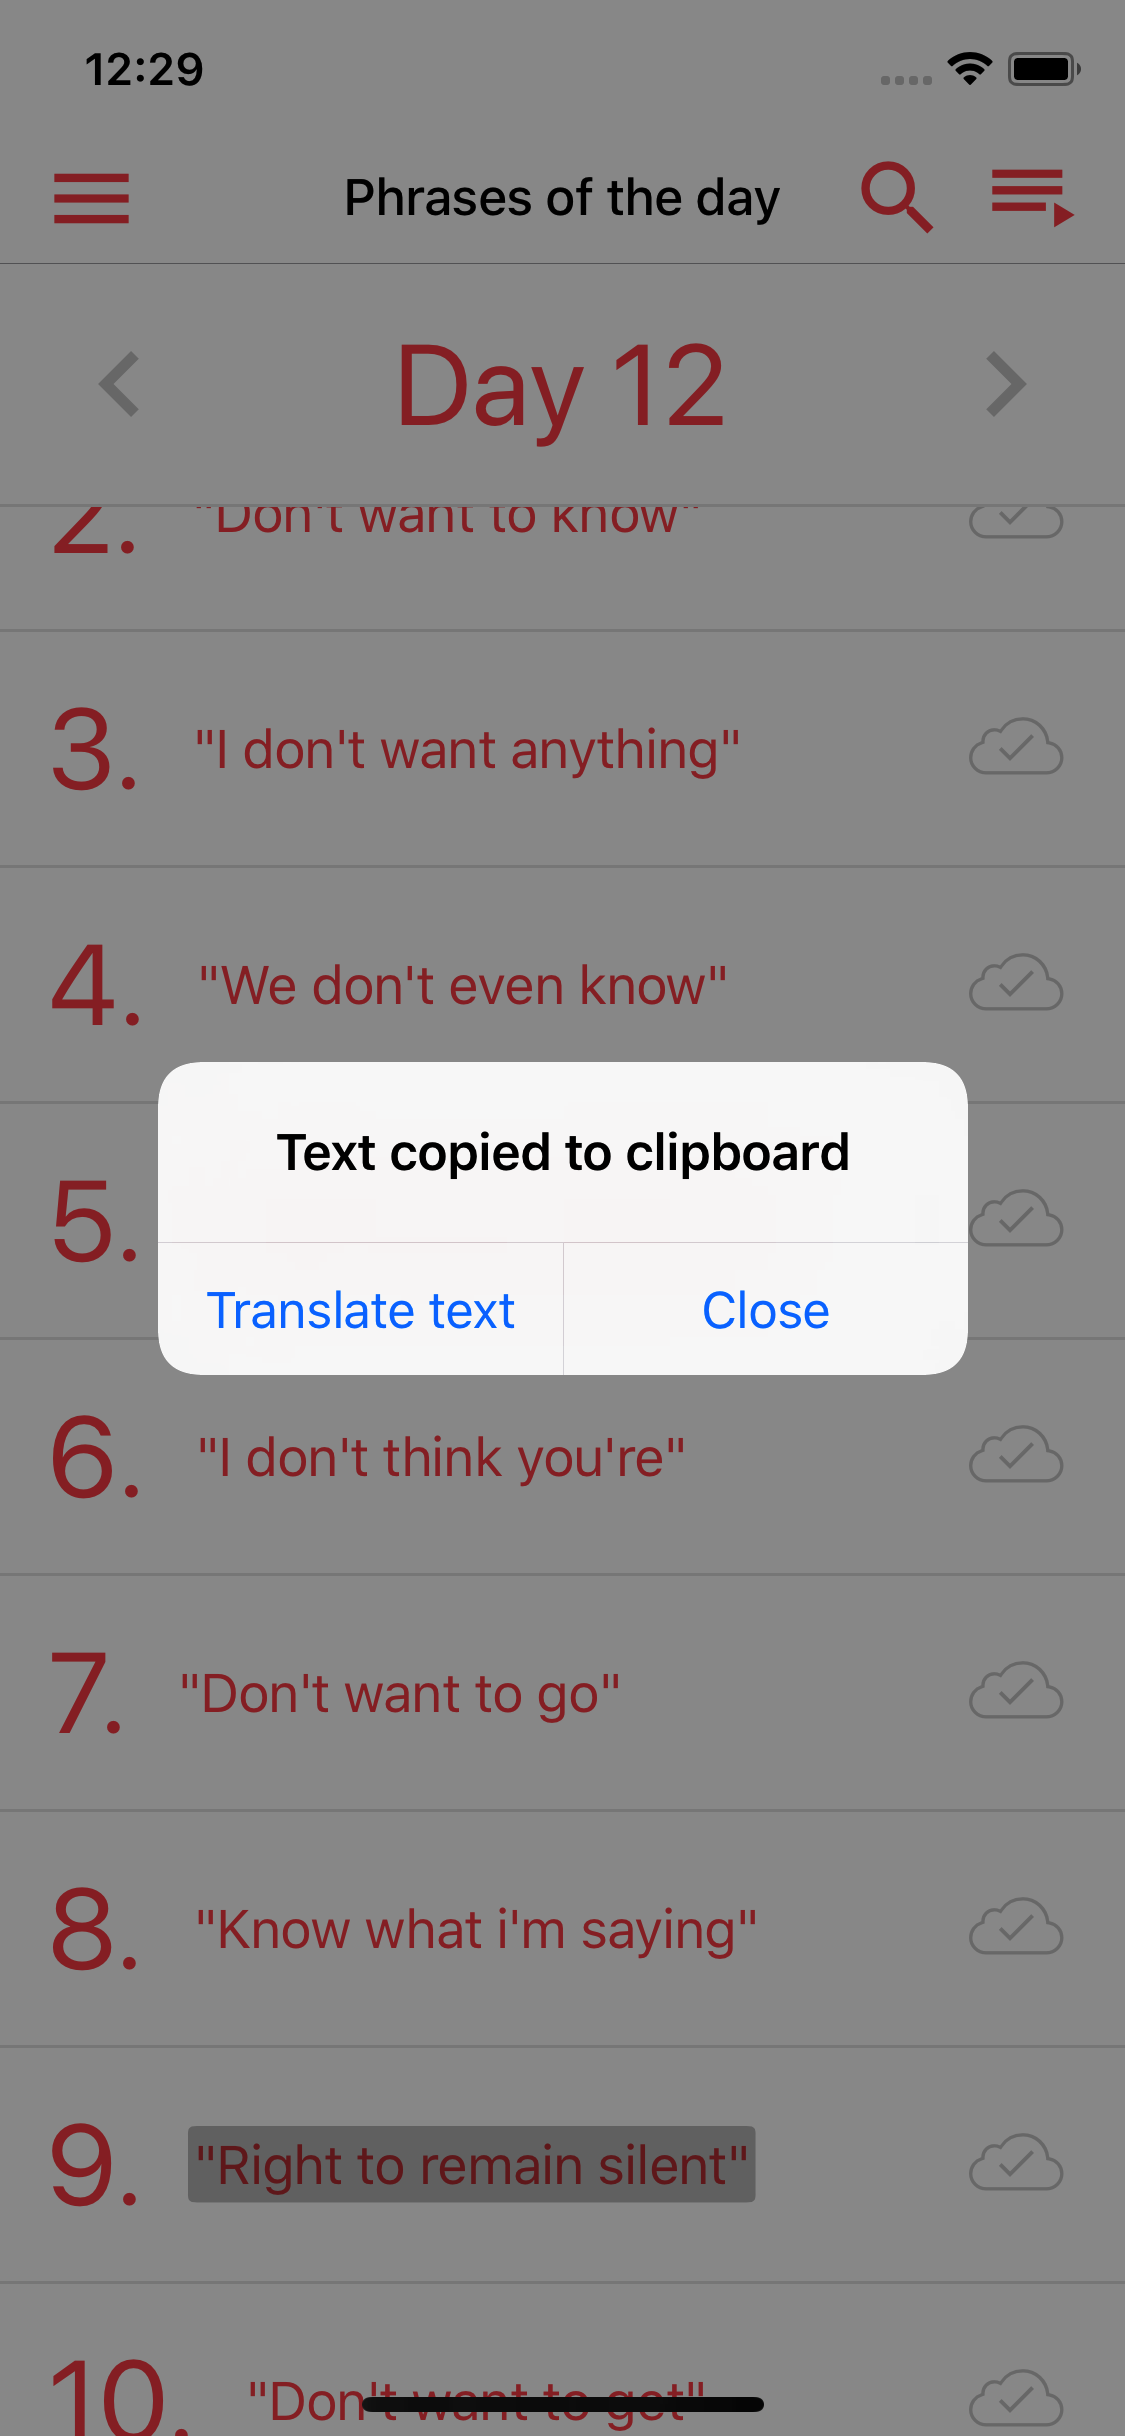 12:29
Phrases of the day
Day 12
2. "Don't want to know"
3. "I don't want anything"
4. "We don't even know"
Text copied to clipboard
5.
Translate text Close
6. "I don't think you're"
7. "Don't want to go"
8. "Know what i'm saying"
9. "Right to remain silent"
10. "Don't want to get"